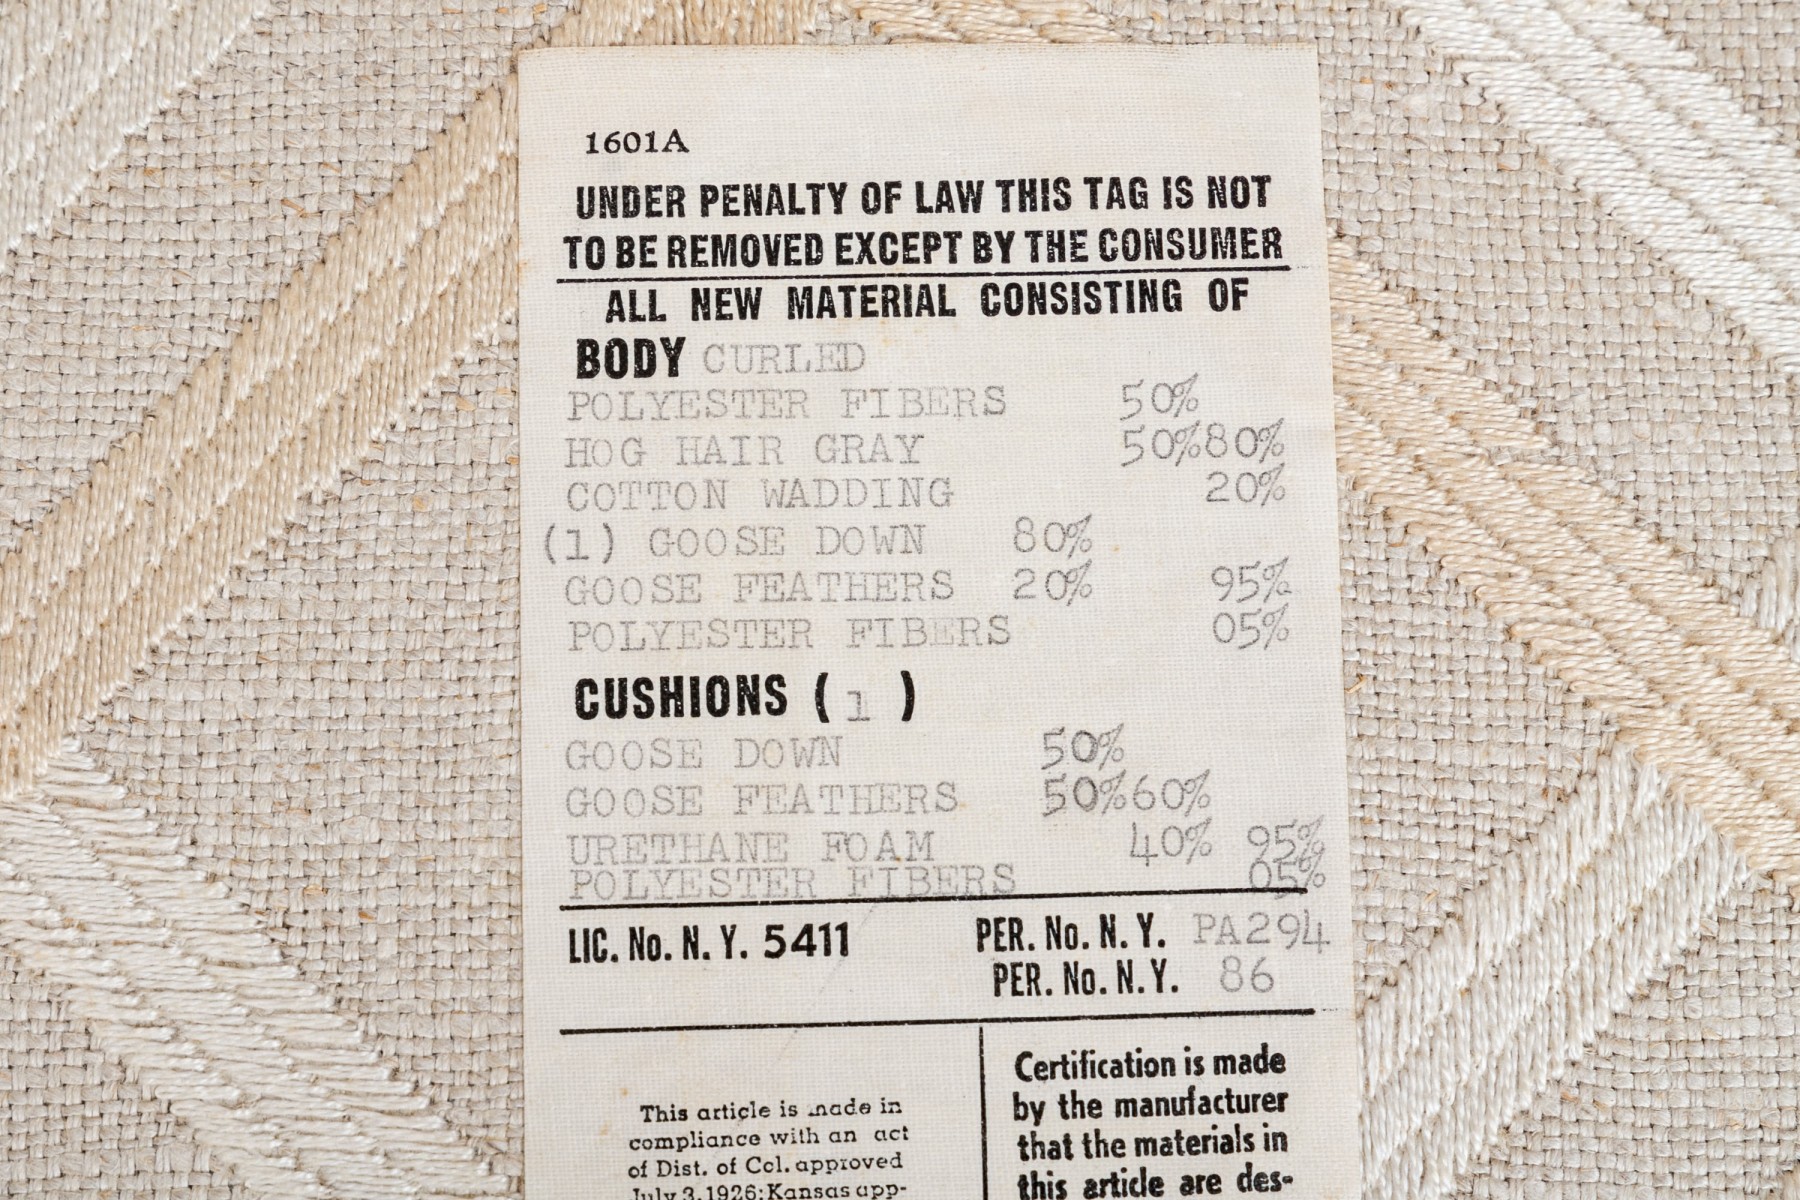 1601A
UNDER PENALTY OF LAW THIS TAG IS NOT
TO BE REMOVED EXCEPT BY THE CONSUMER
ALL NEW MATERIAL CONSISTING OF
BODY CURLED
POLYESTER FIBERS 50%
HOG HAIR GRAY 50%80%
COTTON WADDING 20%
(1) GOOSE DOWN 80%
GOOSE FEATHERS 20% 95%
POLYESTER FIBERS 05%
CUSHIONS ( 1 )
GOOSE DOWN 50%
GOOSE FEATHERS 50%60%
URETHANE FOAM 40% 95%
POLYESTER FIBERS 05%
LIC. No. N. Y. 5411 PER. No. N. Y. PA294
PER. No. N. Y. 86
This article is made in
compliance with an act
of Dist. of Col. approved
July 3, 1926; Kansas app-
Certification is made
by the manufacturer
that the materials in
this article are des-